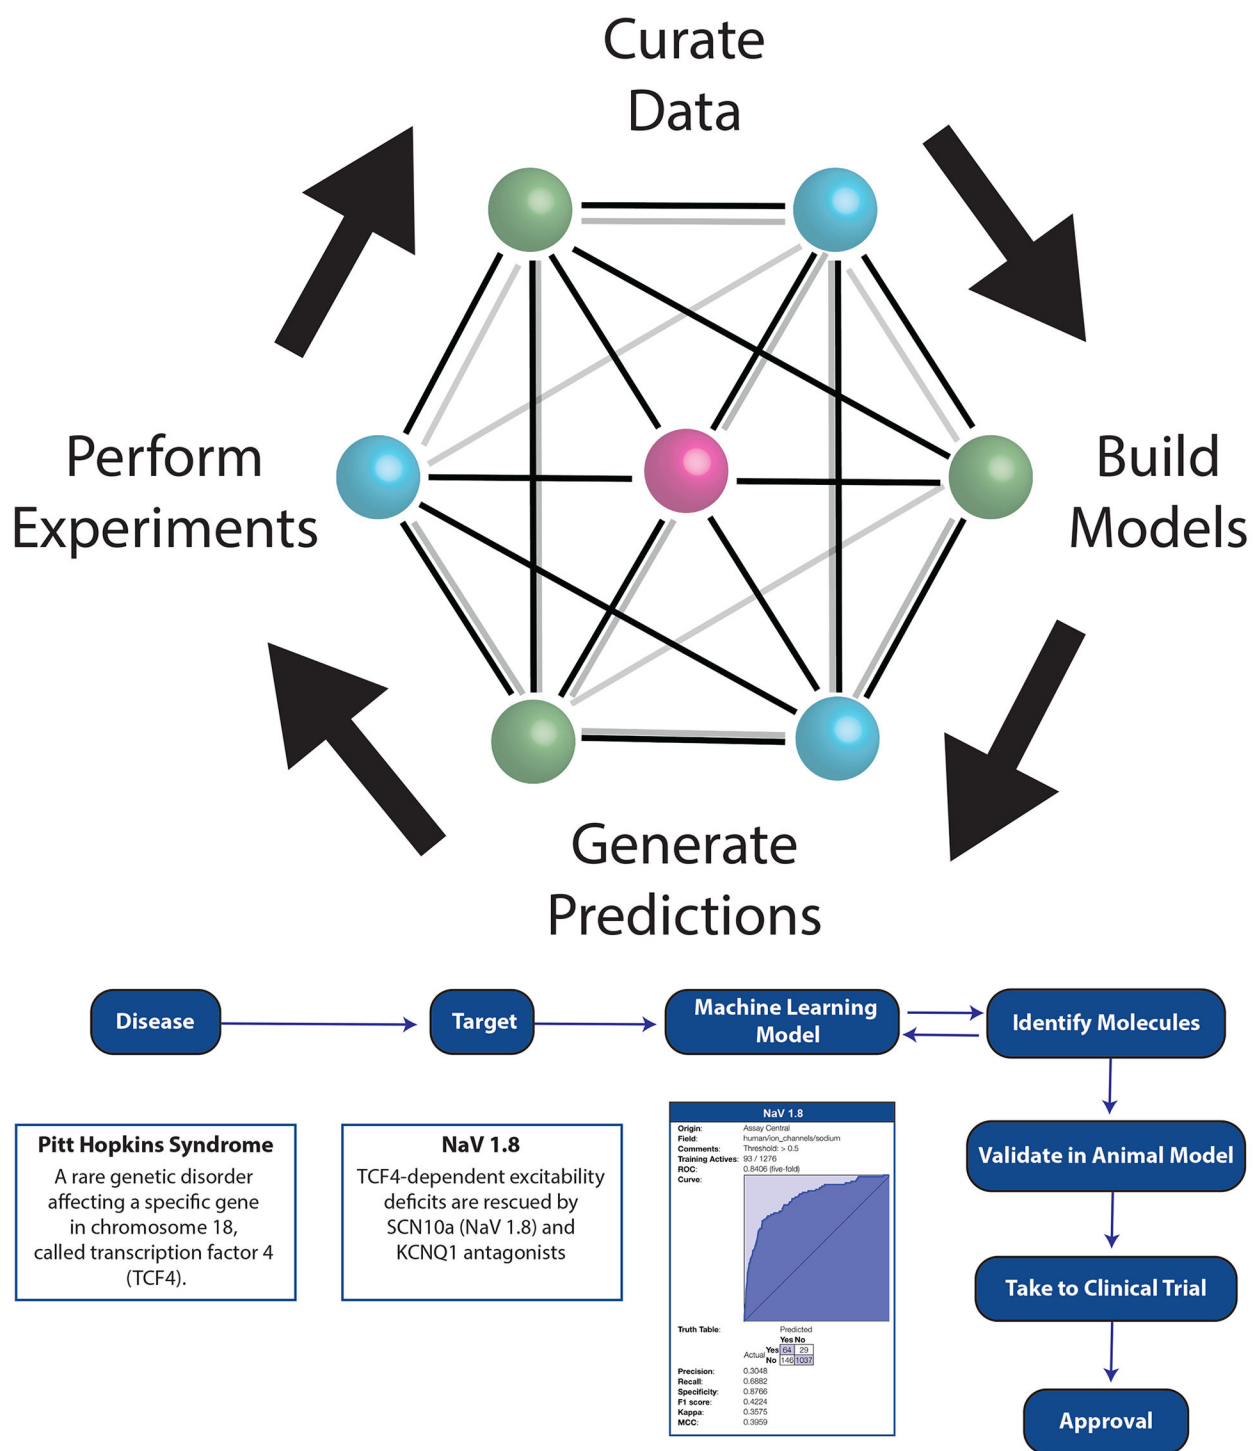 Curate
Data
Perform
Experiments
Build
Models
Generate
Predictions
Disease
Target
Machine Learning
Model
Identify Molecules
Pitt Hopkins Syndrome
A rare genetic disorder
affecting a specific gene
in chromosome 18,
called transcription factor 4
(TCF4).
NaV 1.8
TCF4-dependent excitability
deficits are rescued by
SCN10a (NaV 1.8) and
KCNQ1 antagonists
NaV 1.8
Origin: Assay Central
Field: human/ion_channels/sodium
Comments: Threshold: > 0.5
Training Actives: 93 / 1276
ROC: 0.8406 (five-fold)
Curve:
Truth Table: Predicted
Yes No
Actual Yes 64 29
No 146 1037
Precision: 0.3048
Recall: 0.6882
Specificity: 0.8766
F1 score: 0.4224
Kappa: 0.3575
MCC: 0.3959
Validate in Animal Model
Take to Clinical Trial
Approval